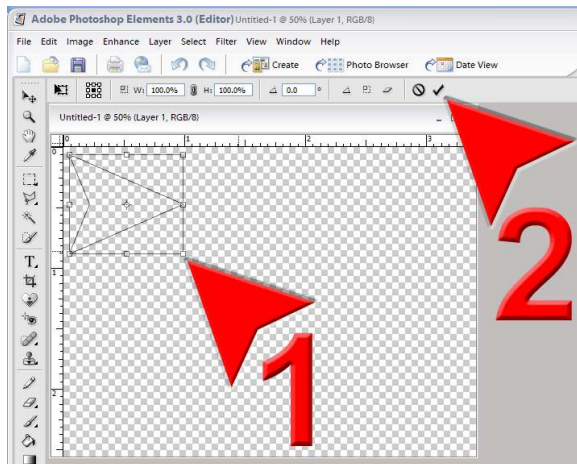 Adobe Photoshop Elements 3.0 (Editor) Untitled-1 @ 50% (Layer 1, RGB/8)
File Edit Image Enhance Layer Select Filter View Window Help
Create Photo Browser Date View
W: 100.0% H: 100.0% 0.0 °
Untitled-1 @ 50% (Layer 1, RGB/8)
0 1 2 3
0
1
2
T
1
2